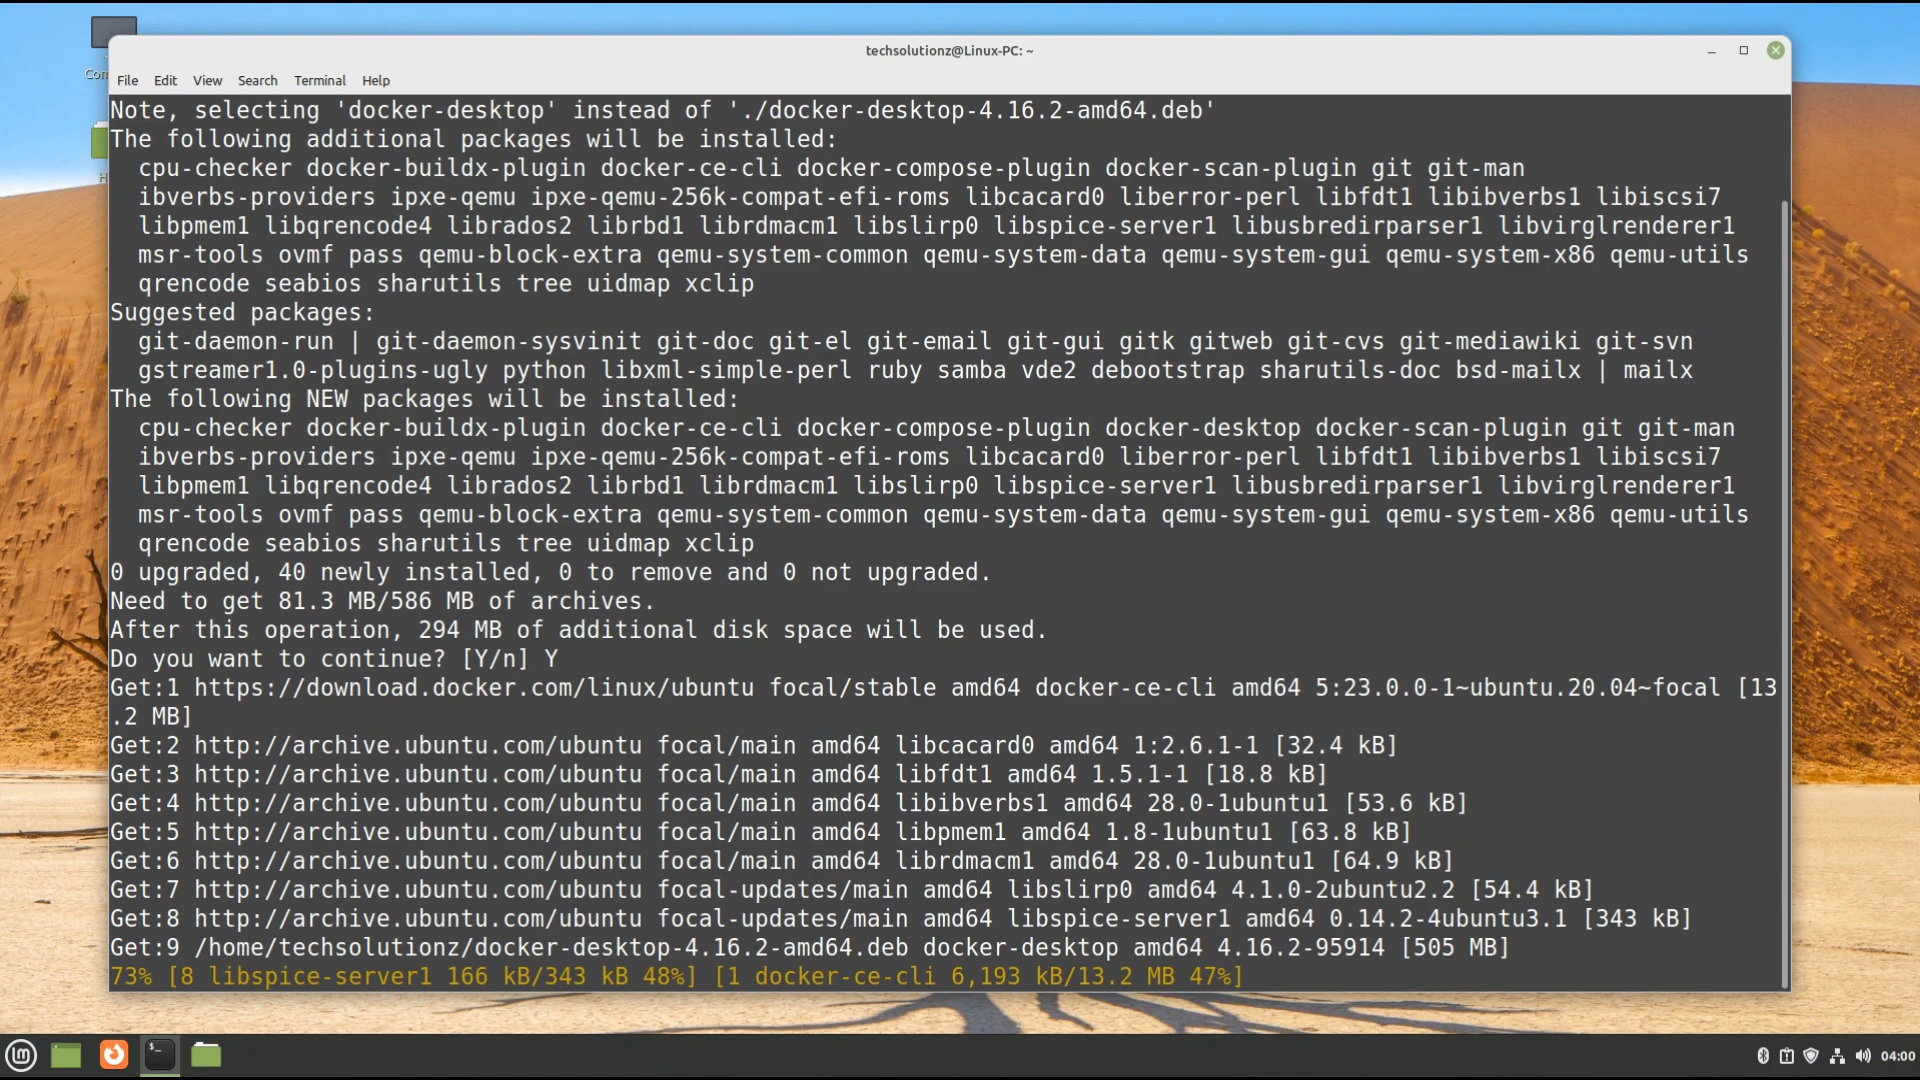 techsolutionz@Linux-PC: ~
File Edit View Search Terminal Help
Note, selecting 'docker-desktop' instead of './docker-desktop-4.16.2-amd64.deb'
The following additional packages will be installed:
cpu-checker docker-buildx-plugin docker-ce-cli docker-compose-plugin docker-scan-plugin git git-man
ibverbs-providers ipxe-qemu ipxe-qemu-256k-compat-efi-roms libcacard0 liberror-perl libfdt1 libibverbs1 libiscsi7
libpmem1 libqrencode4 librados2 librbd1 librdmacm1 libslirp0 libspice-server1 libusbredirparser1 libvirglrenderer1
msr-tools ovmf pass qemu-block-extra qemu-system-common qemu-system-data qemu-system-gui qemu-system-x86 qemu-utils
qrencode seabios sharutils tree uidmap xclip
Suggested packages:
git-daemon-run | git-daemon-sysvinit git-doc git-el git-email git-gui gitk gitweb git-cvs git-mediawiki git-svn
gstreamer1.0-plugins-ugly python libxml-simple-perl ruby samba vde2 debootstrap sharutils-doc bsd-mailx | mailx
The following NEW packages will be installed:
cpu-checker docker-buildx-plugin docker-ce-cli docker-compose-plugin docker-desktop docker-scan-plugin git git-man
ibverbs-providers ipxe-qemu ipxe-qemu-256k-compat-efi-roms libcacard0 liberror-perl libfdt1 libibverbs1 libiscsi7
libpmem1 libqrencode4 librados2 librbd1 librdmacm1 libslirp0 libspice-server1 libusbredirparser1 libvirglrenderer1
msr-tools ovmf pass qemu-block-extra qemu-system-common qemu-system-data qemu-system-gui qemu-system-x86 qemu-utils
qrencode seabios sharutils tree uidmap xclip
0 upgraded, 40 newly installed, 0 to remove and 0 not upgraded.
Need to get 81.3 MB/586 MB of archives.
After this operation, 294 MB of additional disk space will be used.
Do you want to continue? [Y/n] Y
Get:1 https://download.docker.com/linux/ubuntu focal/stable amd64 docker-ce-cli amd64 5:23.0.0-1~ubuntu.20.04~focal [13
.2 MB]
Get:2 http://archive.ubuntu.com/ubuntu focal/main amd64 libcacard0 amd64 1:2.6.1-1 [32.4 kB]
Get:3 http://archive.ubuntu.com/ubuntu focal/main amd64 libfdt1 amd64 1.5.1-1 [18.8 kB]
Get:4 http://archive.ubuntu.com/ubuntu focal/main amd64 libibverbs1 amd64 28.0-1ubuntu1 [53.6 kB]
Get:5 http://archive.ubuntu.com/ubuntu focal/main amd64 libpmem1 amd64 1.8-1ubuntu1 [63.8 kB]
Get:6 http://archive.ubuntu.com/ubuntu focal/main amd64 librdmacm1 amd64 28.0-1ubuntu1 [64.9 kB]
Get:7 http://archive.ubuntu.com/ubuntu focal-updates/main amd64 libslirp0 amd64 4.1.0-2ubuntu2.2 [54.4 kB]
Get:8 http://archive.ubuntu.com/ubuntu focal-updates/main amd64 libspice-server1 amd64 0.14.2-4ubuntu3.1 [343 kB]
Get:9 /home/techsolutionz/docker-desktop-4.16.2-amd64.deb docker-desktop amd64 4.16.2-95914 [505 MB]
73% [8 libspice-server1 166 kB/343 kB 48%] [1 docker-ce-cli 6,193 kB/13.2 MB 47%]
04:00